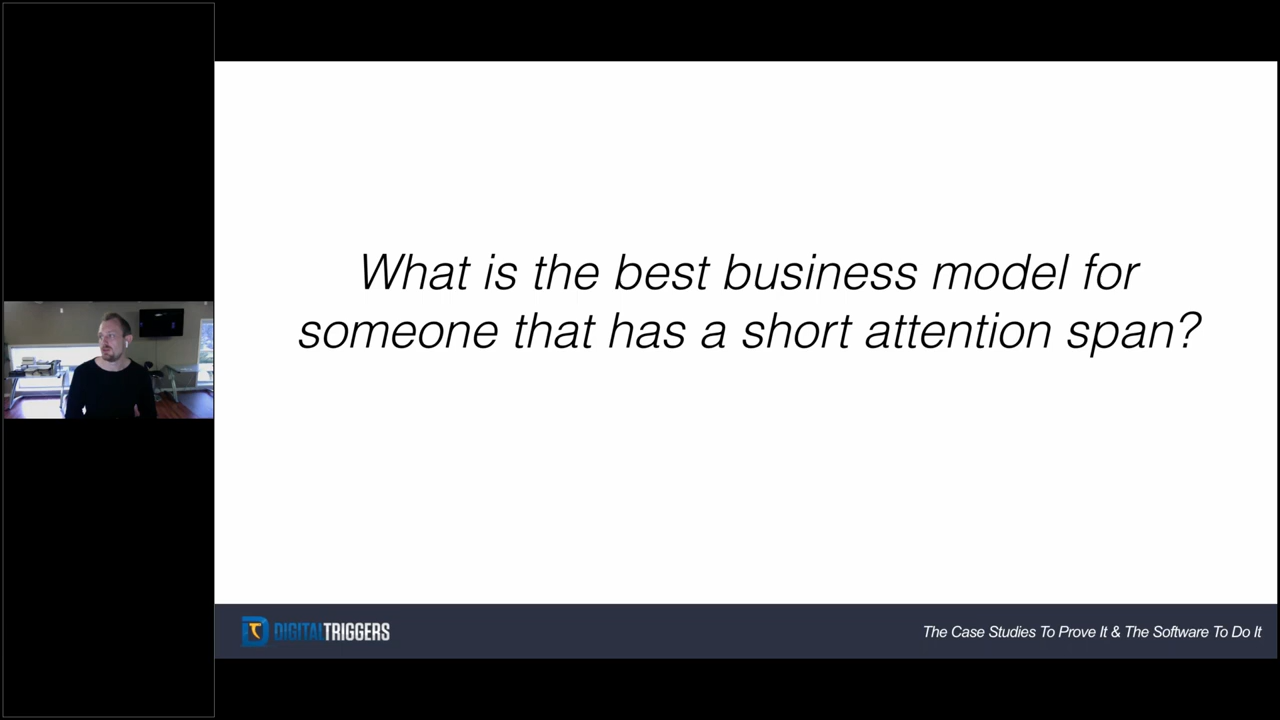 What is the best business model for
someone that has a short attention span?
DIGITALTRIGGERS
The Case Studies To Prove It & The Software To Do It